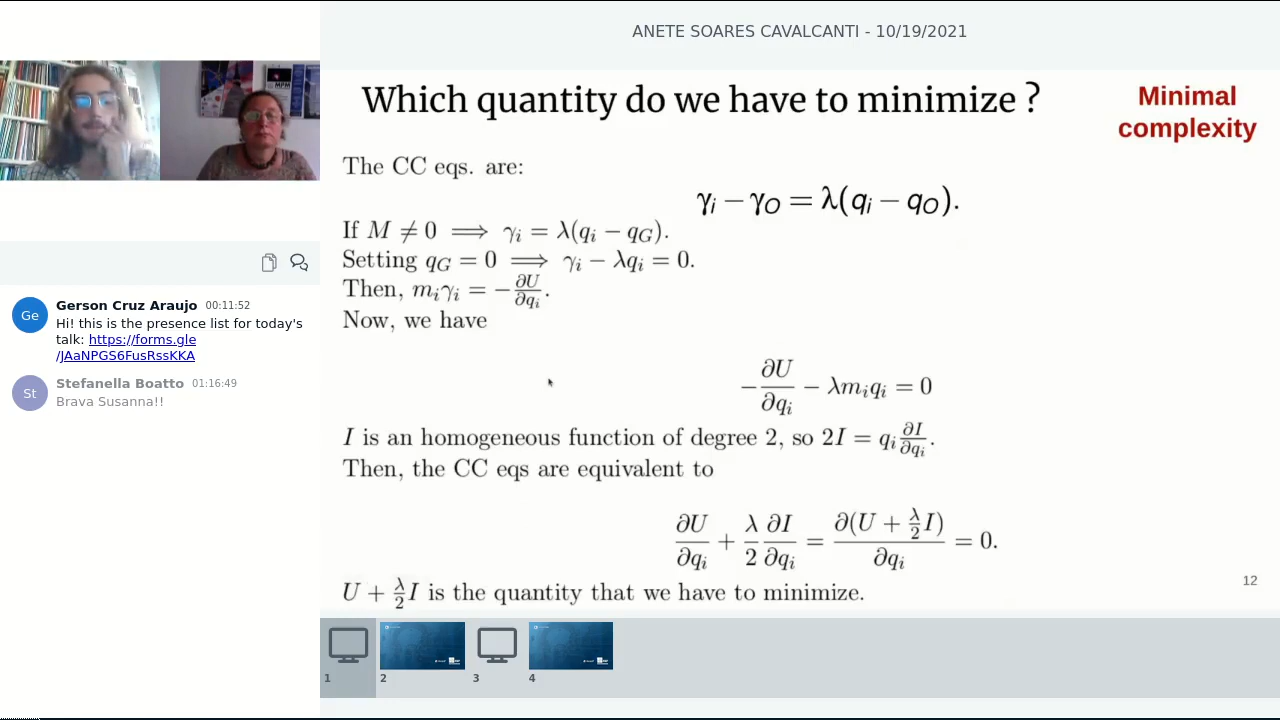 ANETE SOARES CAVALCANTI - 10/19/2021
Which quantity do we have to minimize ?
Minimal
complexity
The CC eqs. are:
γᵢ − γ_O = λ(qᵢ − q_O).
If M ≠ 0 ⟹ γᵢ = λ(qᵢ − q_G).
Setting q_G = 0 ⟹ γᵢ − λqᵢ = 0.
Then, mᵢγᵢ = −∂U/∂qᵢ.
Now, we have
−∂U/∂qᵢ − λmᵢqᵢ = 0
I is an homogeneous function of degree 2, so 2I = qᵢ ∂I/∂qᵢ.
Then, the CC eqs are equivalent to
∂U/∂qᵢ + λ/2 ∂I/∂qᵢ = ∂(U + λ/2 I)/∂qᵢ = 0.
U + λ/2 I is the quantity that we have to minimize.
12
Ge
Gerson Cruz Araujo 00:11:52
Hi! this is the presence list for today's
talk: https://forms.gle
/JAaNPGS6FusRssKKA
St
Stefanella Boatto 01:16:49
Brava Susanna!!
1
2
3
4